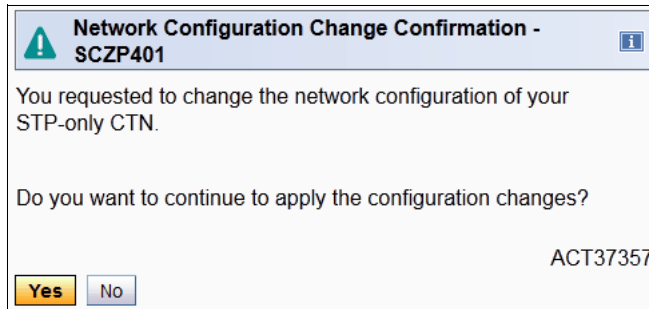 Network Configuration Change Confirmation -
SCZP401
i
You requested to change the network configuration of your
STP-only CTN.
Do you want to continue to apply the configuration changes?
ACT37357
Yes No